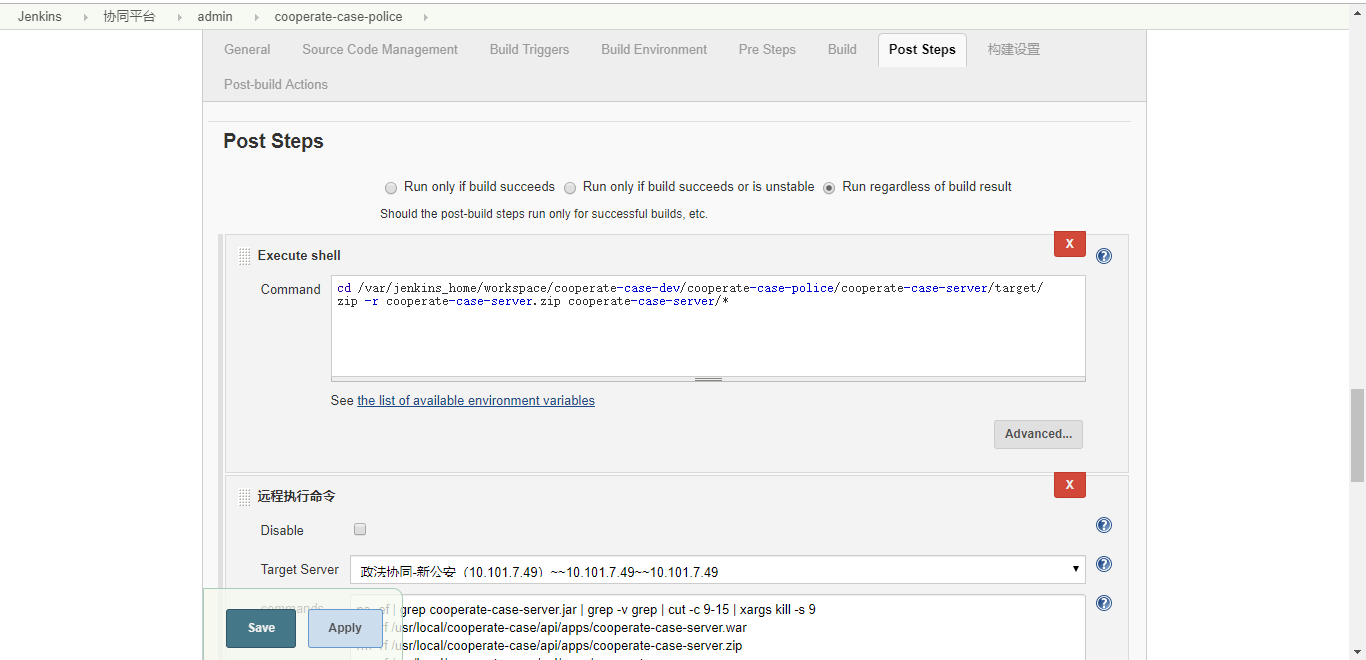 Jenkins 协同平台 admin cooperate-case-police
General Source Code Management Build Triggers Build Environment Pre Steps Build Post Steps 构建设置
Post-build Actions
Post Steps
Run only if build succeeds Run only if build succeeds or is unstable Run regardless of build result
Should the post-build steps run only for successful builds, etc.
X
Execute shell
Command
cd /var/jenkins_home/workspace/cooperate-case-dev/cooperate-case-police/cooperate-case-server/target/
zip -r cooperate-case-server.zip cooperate-case-server/*
See the list of available environment variables
Advanced...
X
远程执行命令
Disable
Target Server 政法协同-新公安（10.101.7.49）~~10.101.7.49~~10.101.7.49
commands
| grep cooperate-case-server.jar | grep -v grep | cut -c 9-15 | xargs kill -s 9
/usr/local/cooperate-case/api/apps/cooperate-case-server.war
/usr/local/cooperate-case/api/apps/cooperate-case-server.zip
Save Apply